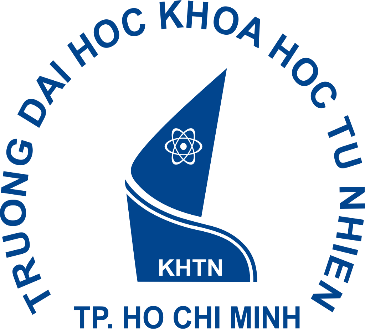 TRUONG DAI HOC KHOA HOC TU NHIEN
KHTN
TP. HO CHI MINH